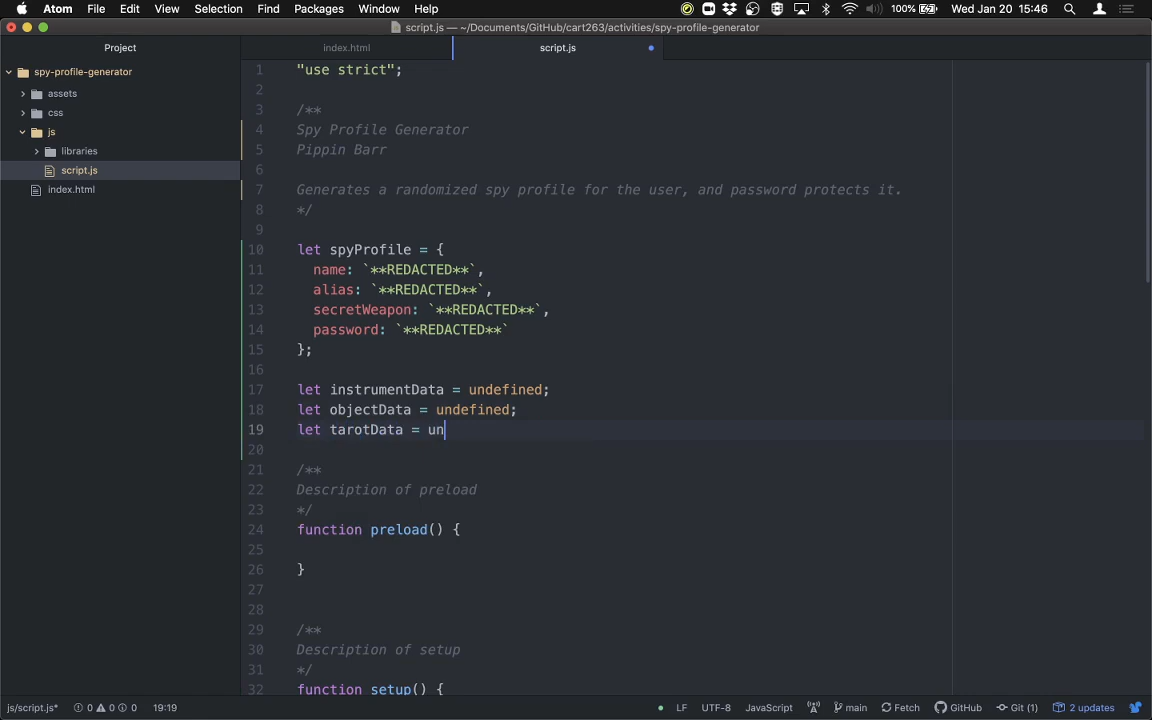 Atom File Edit View Selection Find Packages Window Help 100% Wed Jan 20 15:46
script.js — ~/Documents/GitHub/cart263/activities/spy-profile-generator
Project index.html script.js
spy-profile-generator
assets
css
js
libraries
script.js
index.html
1 "use strict";
2
3 /**
4 Spy Profile Generator
5 Pippin Barr
6
7 Generates a randomized spy profile for the user, and password protects it.
8 */
9
10 let spyProfile = {
11 name: `**REDACTED**`,
12 alias: `**REDACTED**`,
13 secretWeapon: `**REDACTED**`,
14 password: `**REDACTED**`
15 };
16
17 let instrumentData = undefined;
18 let objectData = undefined;
19 let tarotData = un
20
21 /**
22 Description of preload
23 */
24 function preload() {
25
26 }
27
28
29 /**
30 Description of setup
31 */
32 function setup() {
js/script.js* 0 0 0 19:19 LF UTF-8 JavaScript main Fetch GitHub Git (1) 2 updates